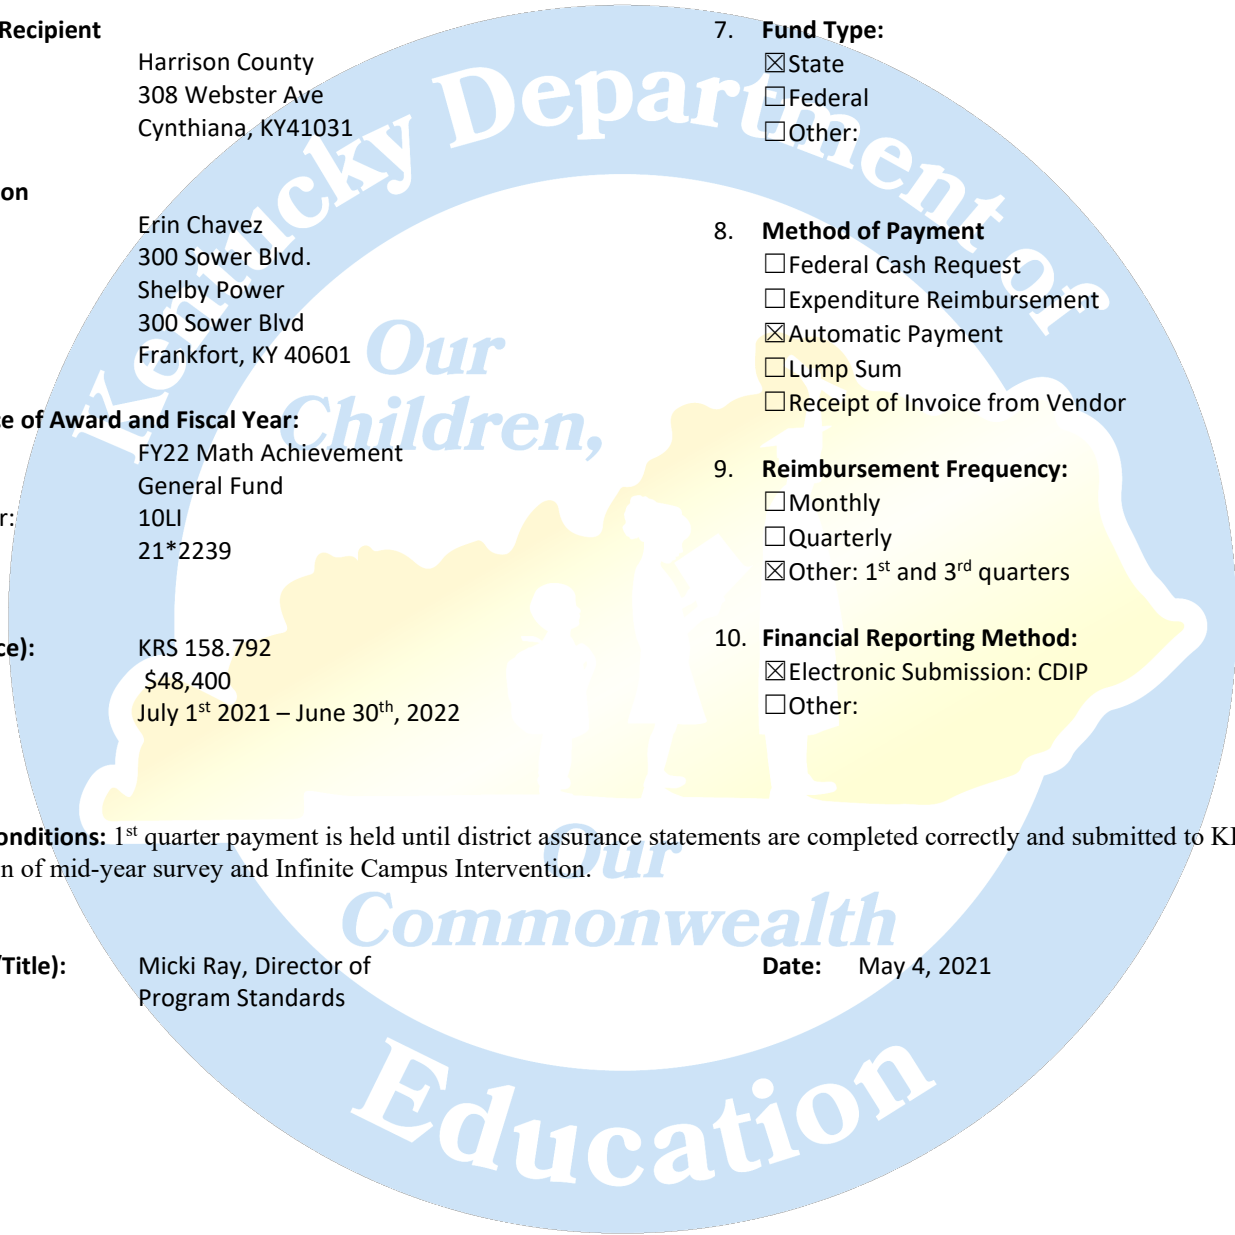 Recipient
Harrison County
308 Webster Ave
Cynthiana, KY41031
on
Erin Chavez
300 Sower Blvd.
Shelby Power
300 Sower Blvd
Frankfort, KY 40601
e of Award and Fiscal Year:
FY22 Math Achievement
General Fund
r: 10LI
21*2239
ce): KRS 158.792
$48,400
July 1st 2021 – June 30th, 2022
7. Fund Type:
☒State
☐Federal
☐Other:
8. Method of Payment
☐Federal Cash Request
☐Expenditure Reimbursement
☒Automatic Payment
☐Lump Sum
☐Receipt of Invoice from Vendor
9. Reimbursement Frequency:
☐Monthly
☐Quarterly
☒Other: 1st and 3rd quarters
10. Financial Reporting Method:
☒Electronic Submission: CDIP
☐Other:
onditions: 1st quarter payment is held until district assurance statements are completed correctly and submitted to KI
n of mid-year survey and Infinite Campus Intervention.
/Title): Micki Ray, Director of
Program Standards
Date: May 4, 2021
Kentucky Department of
Education
Our
Children,
Our
Commonwealth